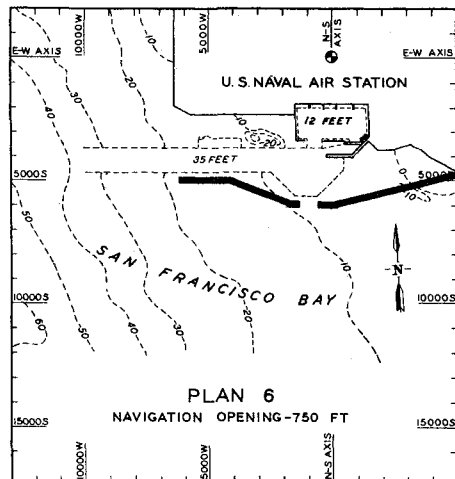 10000W
5000W
N-S
AXIS
E-W AXIS
E-W AXIS
U.S. NAVAL AIR STATION
12 FEET
10
20
30
40
10
20
35 FEET
0
10
5000S
5000S
10
N
SAN FRANCISCO BAY
10000S
10000S
20
30
40
50
60
PLAN 6
NAVIGATION OPENING-750 FT
15000S
15000S
10000W
5000W
N-S AXIS